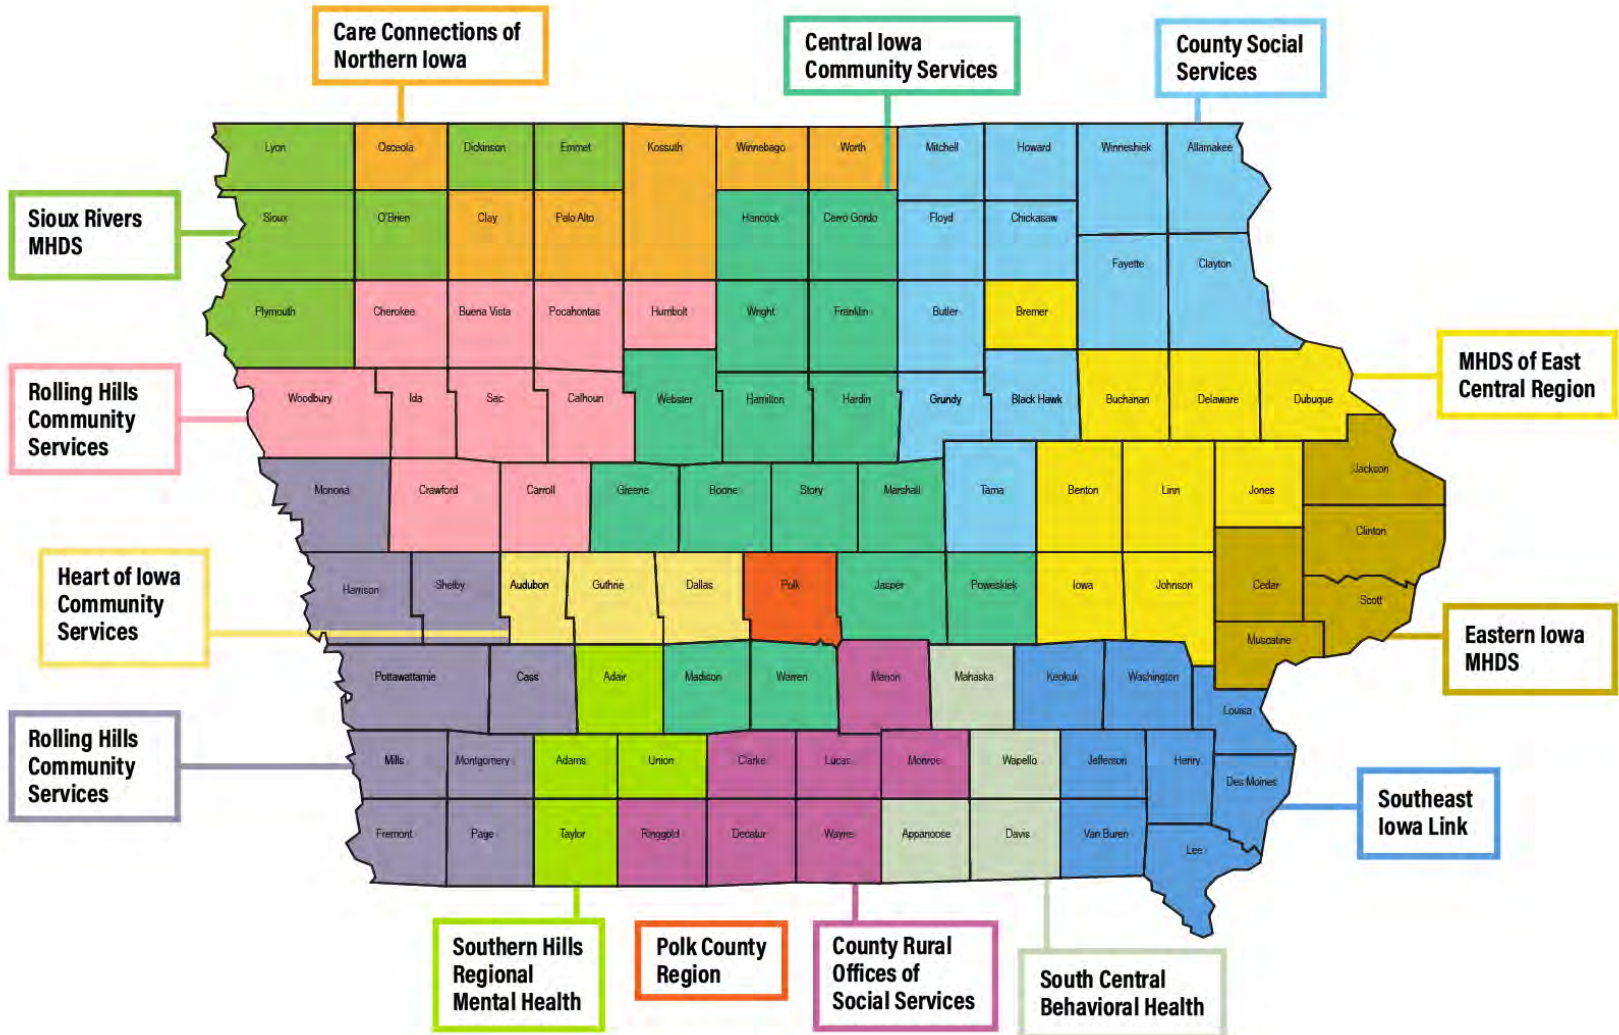 Care Connections of
Northern Iowa
Central Iowa
Community Services
County Social
Services
Lyon
Osceola
Dickinson
Emmet
Kossuth
Winnebago
Worth
Mitchell
Howard
Winneshiek
Allamakee
Sioux Rivers
MHDS
Sioux
O'Brien
Clay
Palo Alto
Hancock
Cerro Gordo
Floyd
Chickasaw
Fayette
Clayton
Plymouth
Cherokee
Buena Vista
Pocahontas
Humbolt
Wright
Franklin
Butler
Bremer
MHDS of East
Central Region
Rolling Hills
Community
Services
Woodbury
Ida
Sac
Calhoun
Webster
Hamilton
Hardin
Grundy
Black Hawk
Buchanan
Delaware
Dubuque
Monona
Crawford
Carroll
Greene
Boone
Story
Marshall
Tama
Benton
Linn
Jones
Jackson
Clinton
Heart of Iowa
Community
Services
Harrison
Shelby
Audubon
Guthrie
Dallas
Polk
Jasper
Poweskiek
Iowa
Johnson
Cedar
Scott
Muscatine
Eastern Iowa
MHDS
Pottawattamie
Cass
Adair
Madison
Warren
Marion
Mahaska
Keokuk
Washington
Louisa
Rolling Hills
Community
Services
Mills
Montgomery
Adams
Union
Clarke
Lucas
Monroe
Wapello
Jefferson
Henry
Des Moines
Southeast
Iowa Link
Fremont
Page
Taylor
Ringgold
Decatur
Wayne
Appanoose
Davis
Van Buren
Lee
Southern Hills
Regional
Mental Health
Polk County
Region
County Rural
Offices of
Social Services
South Central
Behavioral Health